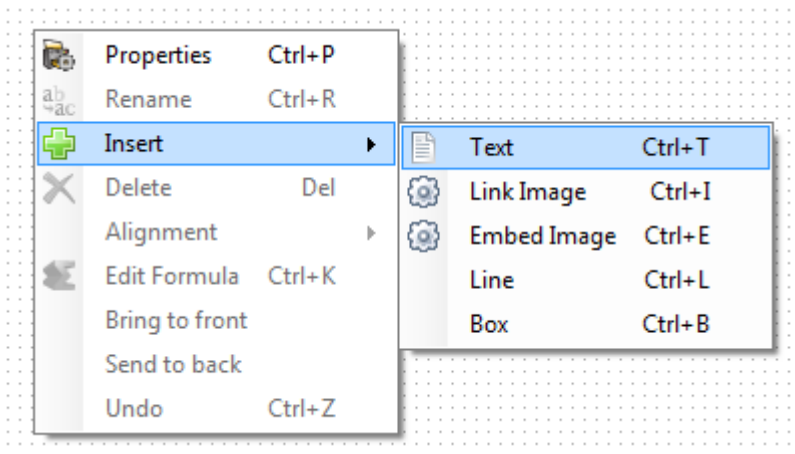 Properties Ctrl+P
Rename Ctrl+R
Insert
Delete Del
Alignment
Edit Formula Ctrl+K
Bring to front
Send to back
Undo Ctrl+Z
Text Ctrl+T
Link Image Ctrl+I
Embed Image Ctrl+E
Line Ctrl+L
Box Ctrl+B